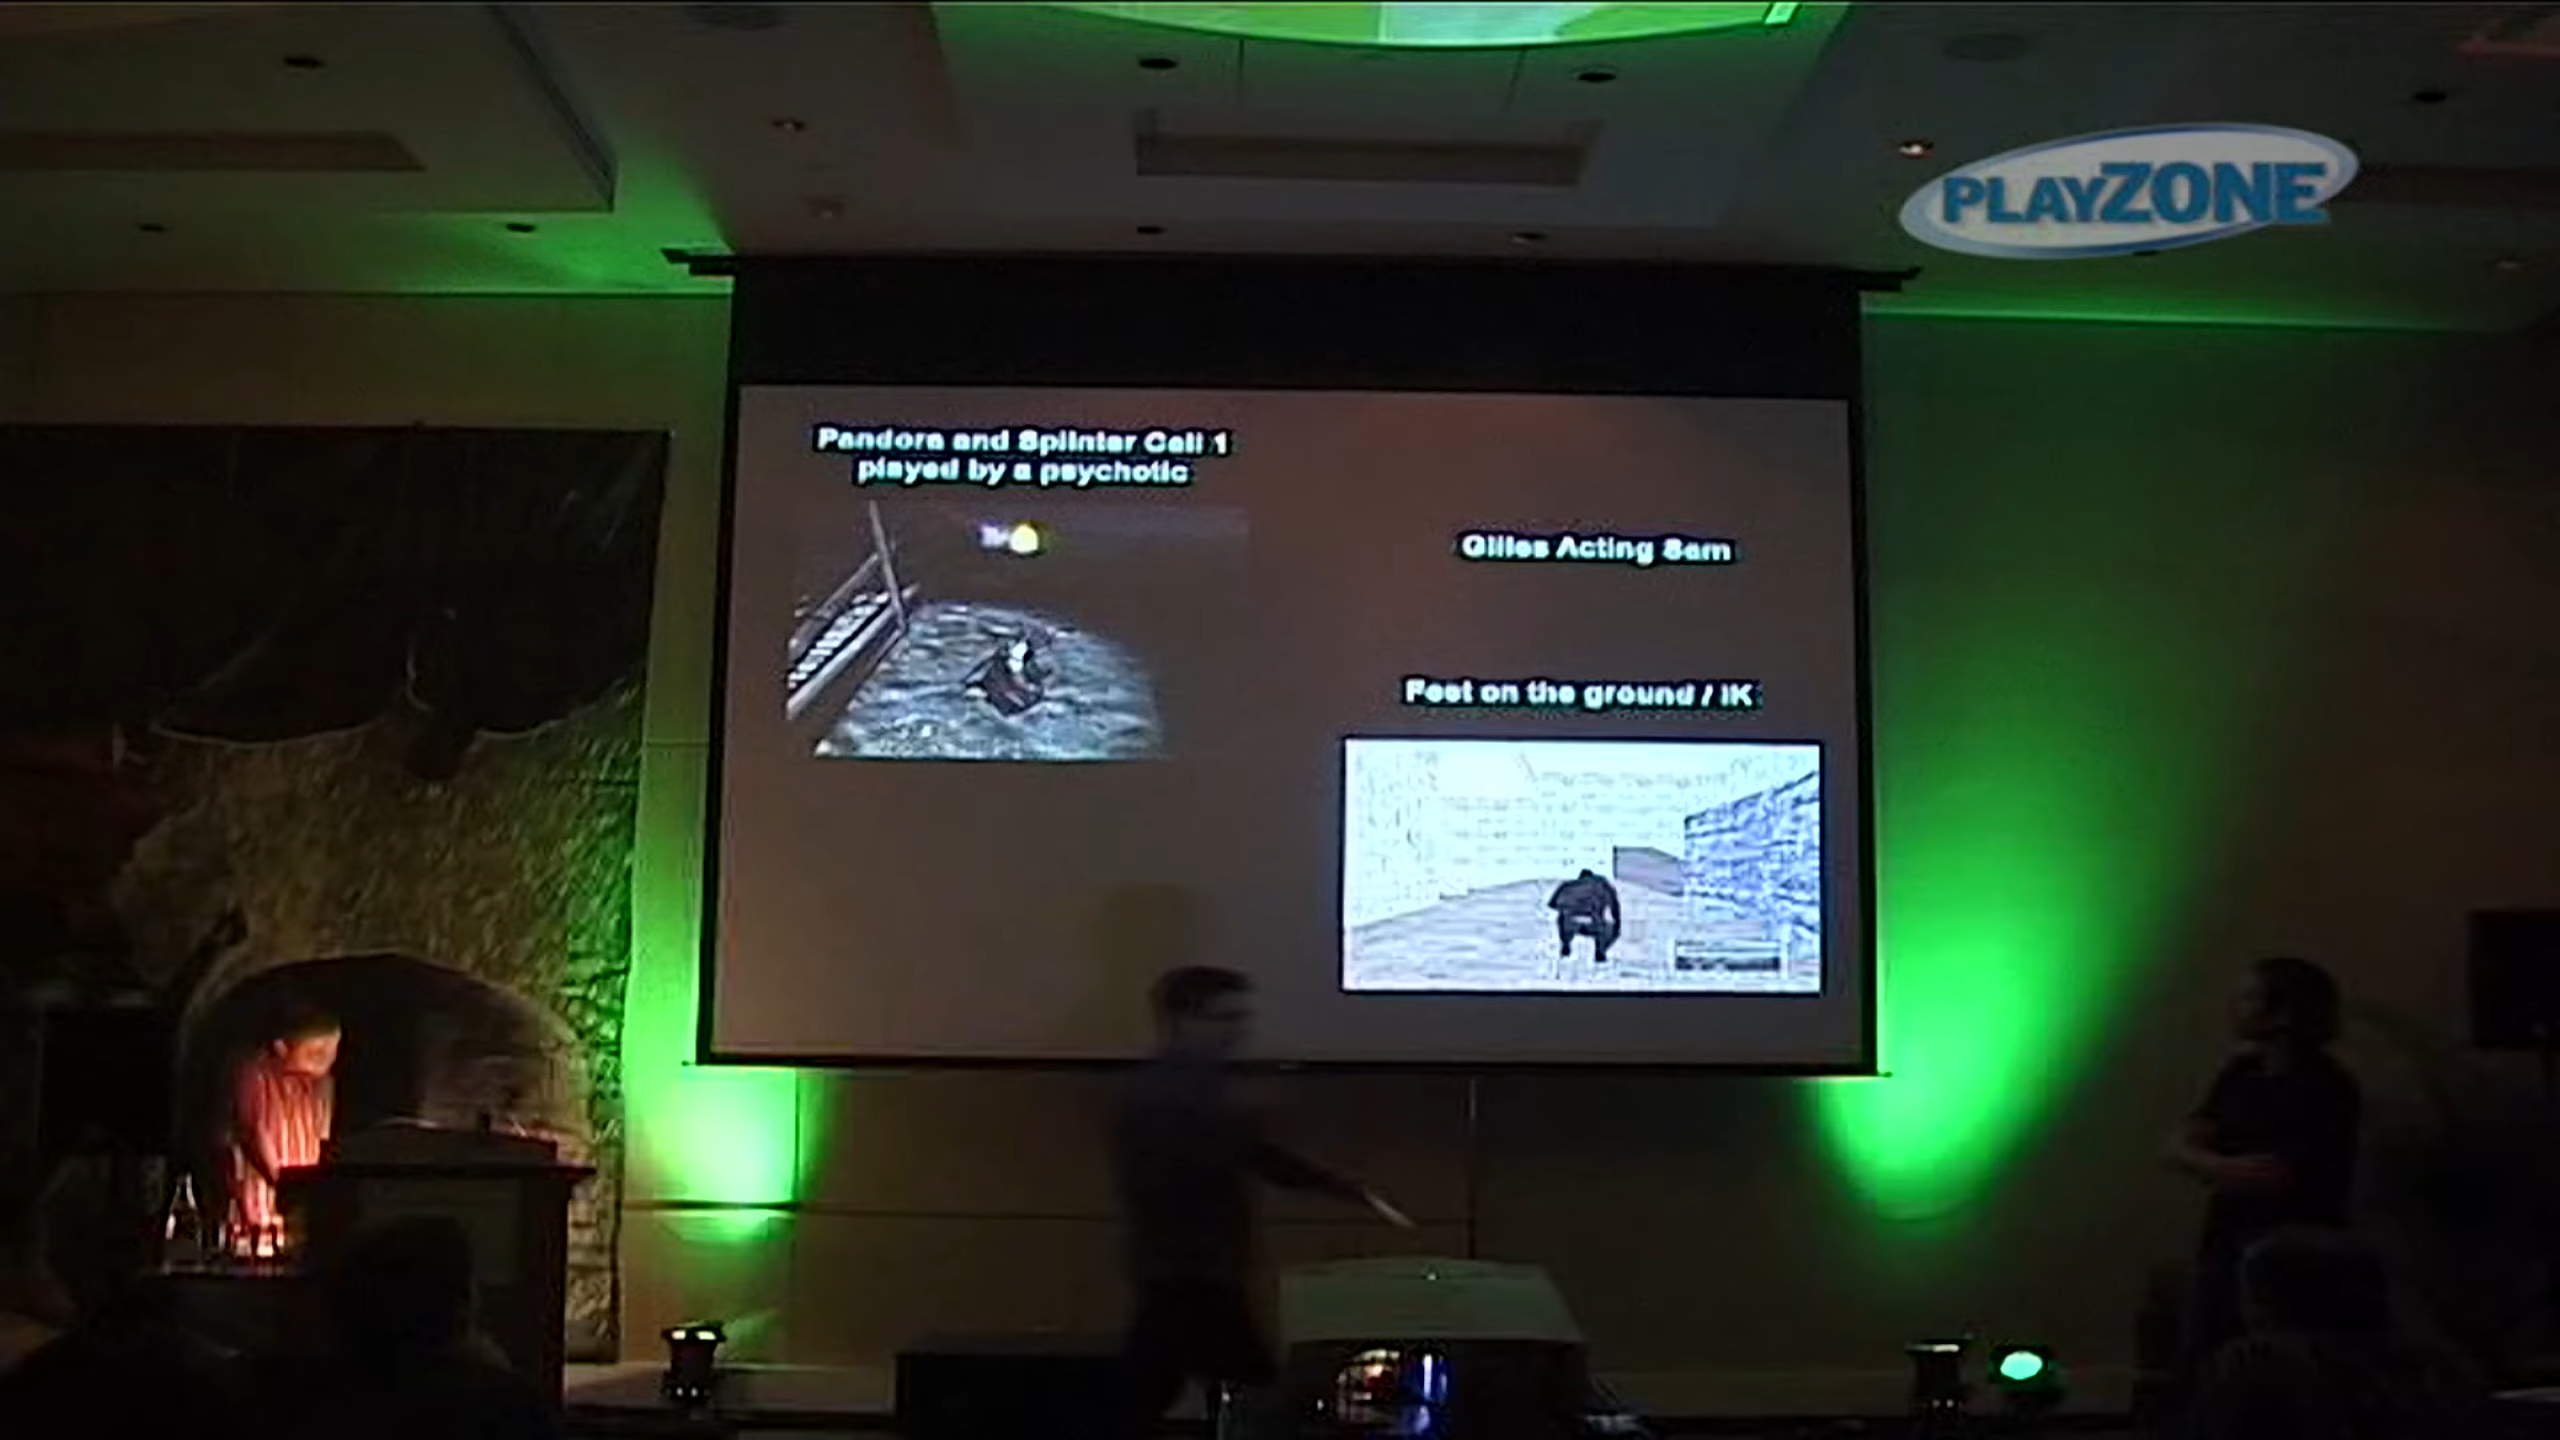 PLAYZONE
Pandora and Splinter Cell 1
played by a psychotic
Gilles Acting Sam
Feet on the ground / IK